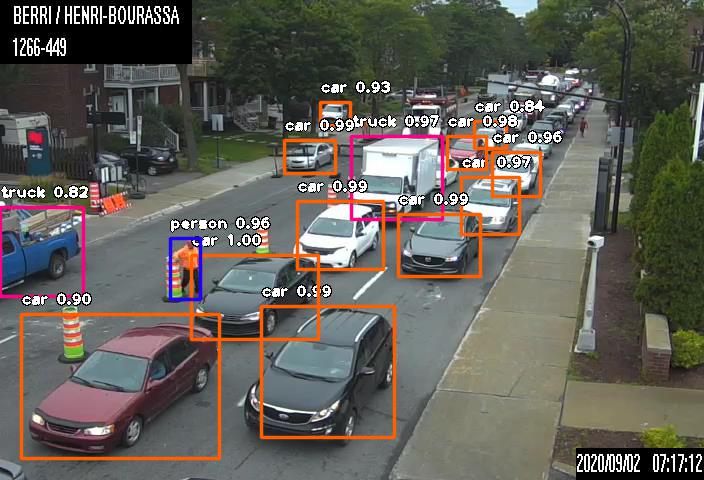 BERRI / HENRI-BOURASSA
1266-449
car 0.93
car 0.84
car 0.99
truck 0.97
car 0.98
car 0.96
car 0.97
truck 0.82
car 0.99
car 0.99
person 0.96
car 1.00
car 0.90
car 0.99
2020/09/02 07:17:12